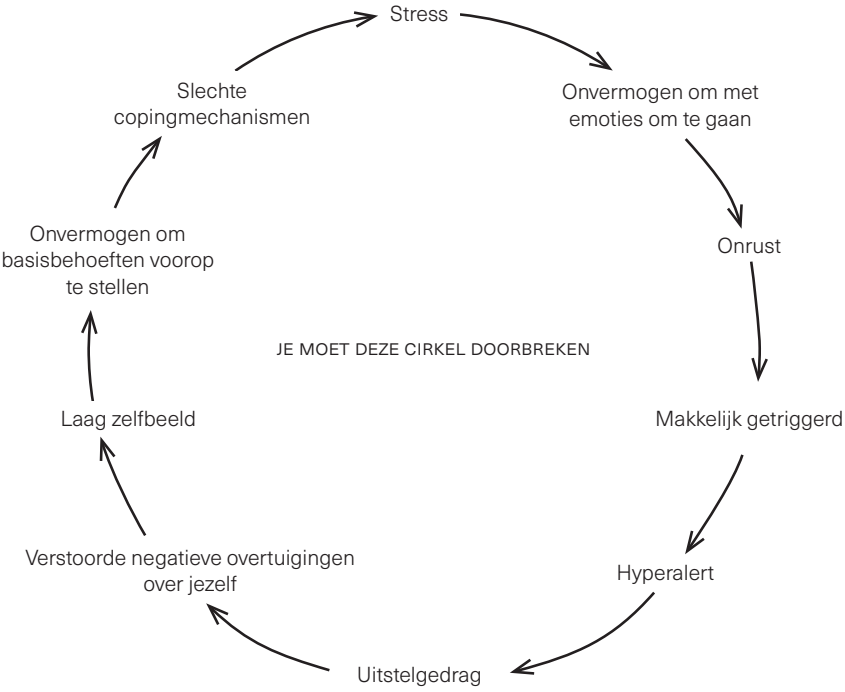 Stress
Onvermogen om met
emoties om te gaan
Onrust
Makkelijk getriggerd
Hyperalert
Uitstelgedrag
Verstoorde negatieve overtuigingen
over jezelf
Laag zelfbeeld
Onvermogen om
basisbehoeften voorop
te stellen
Slechte
copingmechanismen
JE MOET DEZE CIRKEL DOORBREKEN